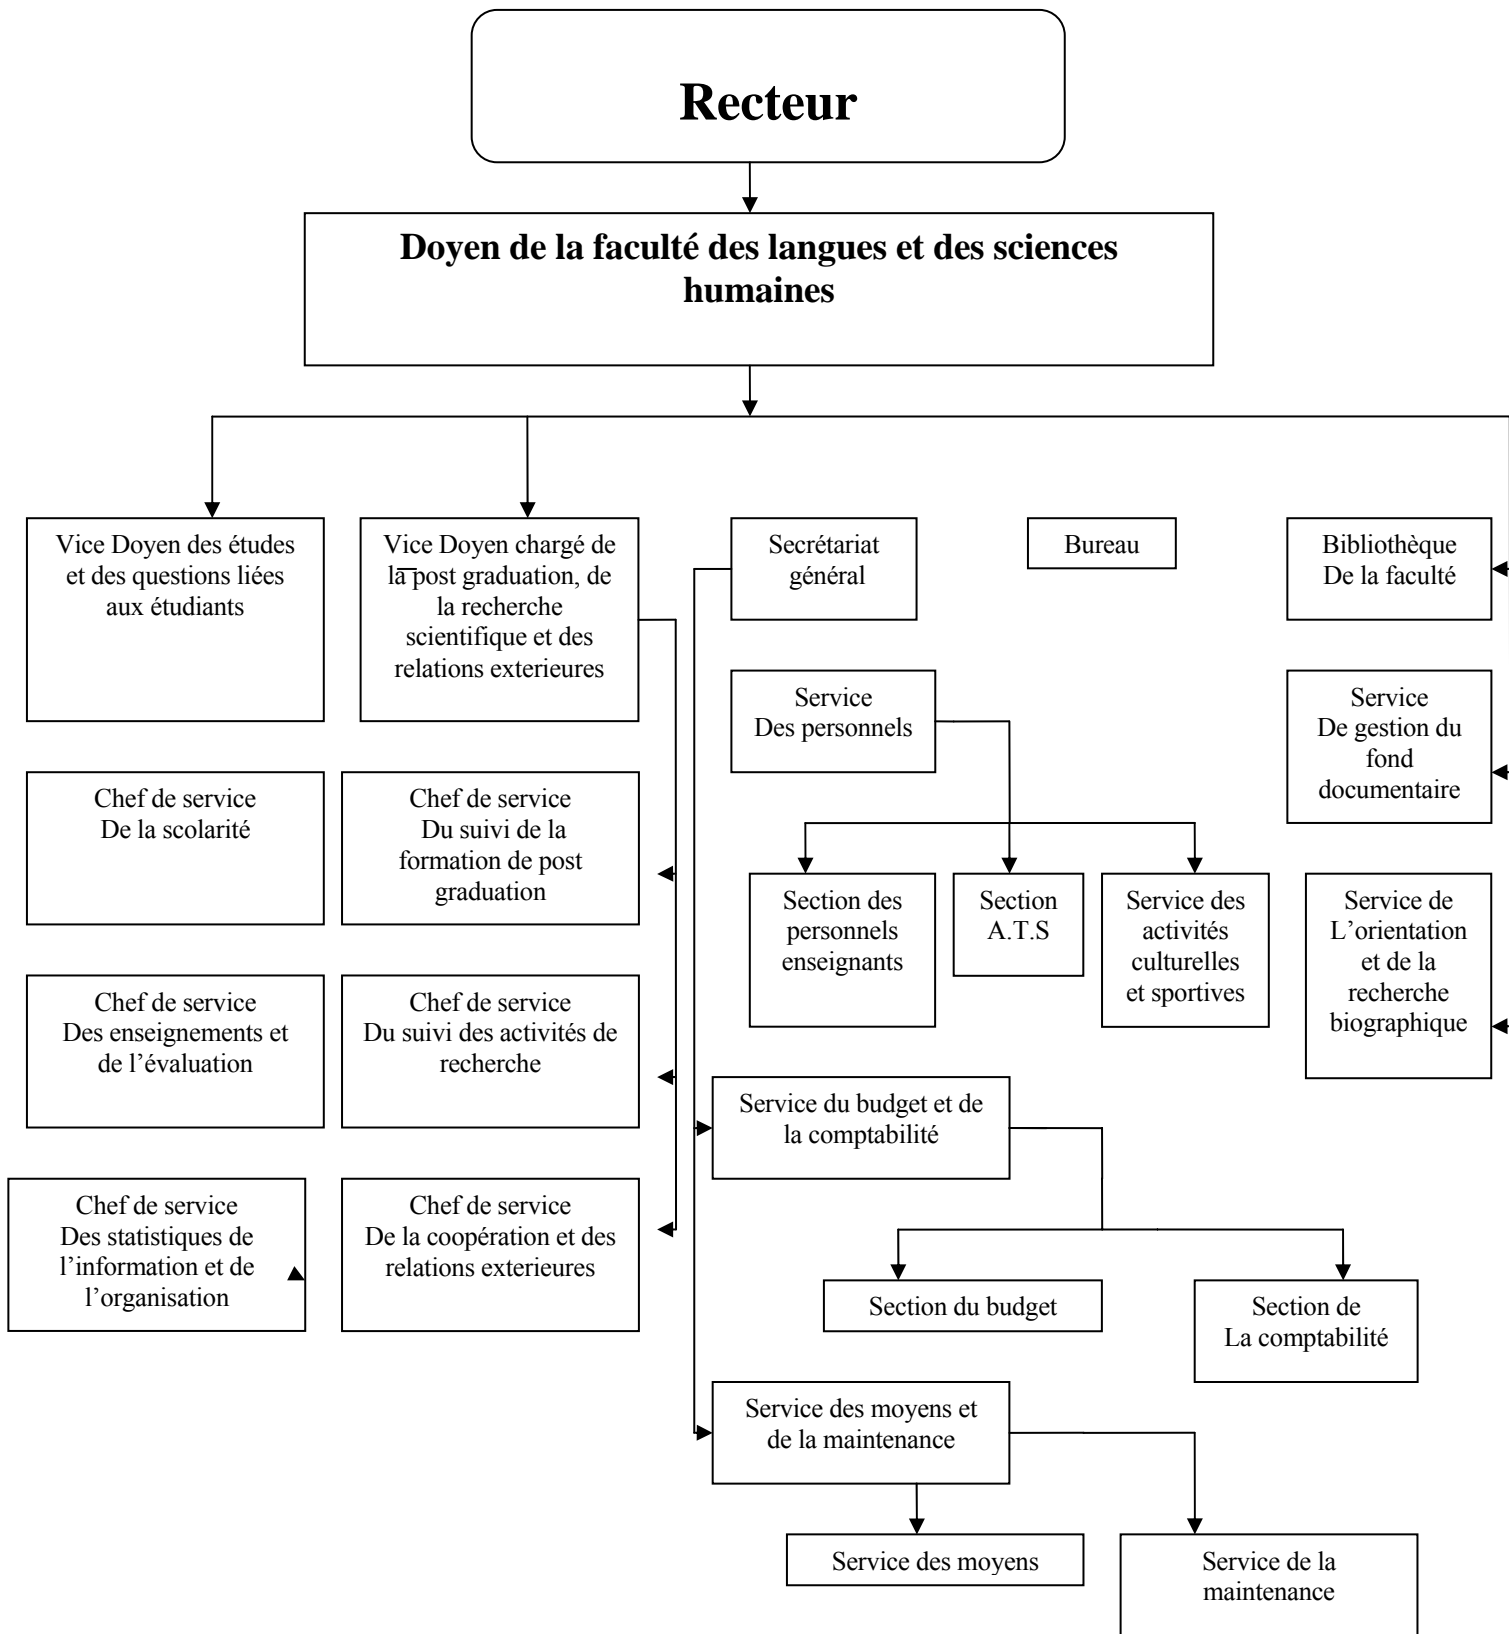 Recteur
Doyen de la faculté des langues et des sciences
humaines
Vice Doyen des études
et des questions liées
aux étudiants
Vice Doyen chargé de
la post graduation, de
la recherche
scientifique et des
relations exterieures
Secrétariat
général
Bureau
Bibliothèque
De la faculté
Service
Des personnels
Service
De gestion du
fond
documentaire
Chef de service
De la scolarité
Chef de service
Du suivi de la
formation de post
graduation
Section des
personnels
enseignants
Section
A.T.S
Service des
activités
culturelles
et sportives
Service de
L’orientation
et de la
recherche
biographique
Chef de service
Des enseignements et
de l’évaluation
Chef de service
Du suivi des activités de
recherche
Service du budget et de
la comptabilité
Chef de service
Des statistiques de
l’information et de
l’organisation
Chef de service
De la coopération et des
relations exterieures
Section du budget
Section de
La comptabilité
Service des moyens et
de la maintenance
Service des moyens
Service de la
maintenance